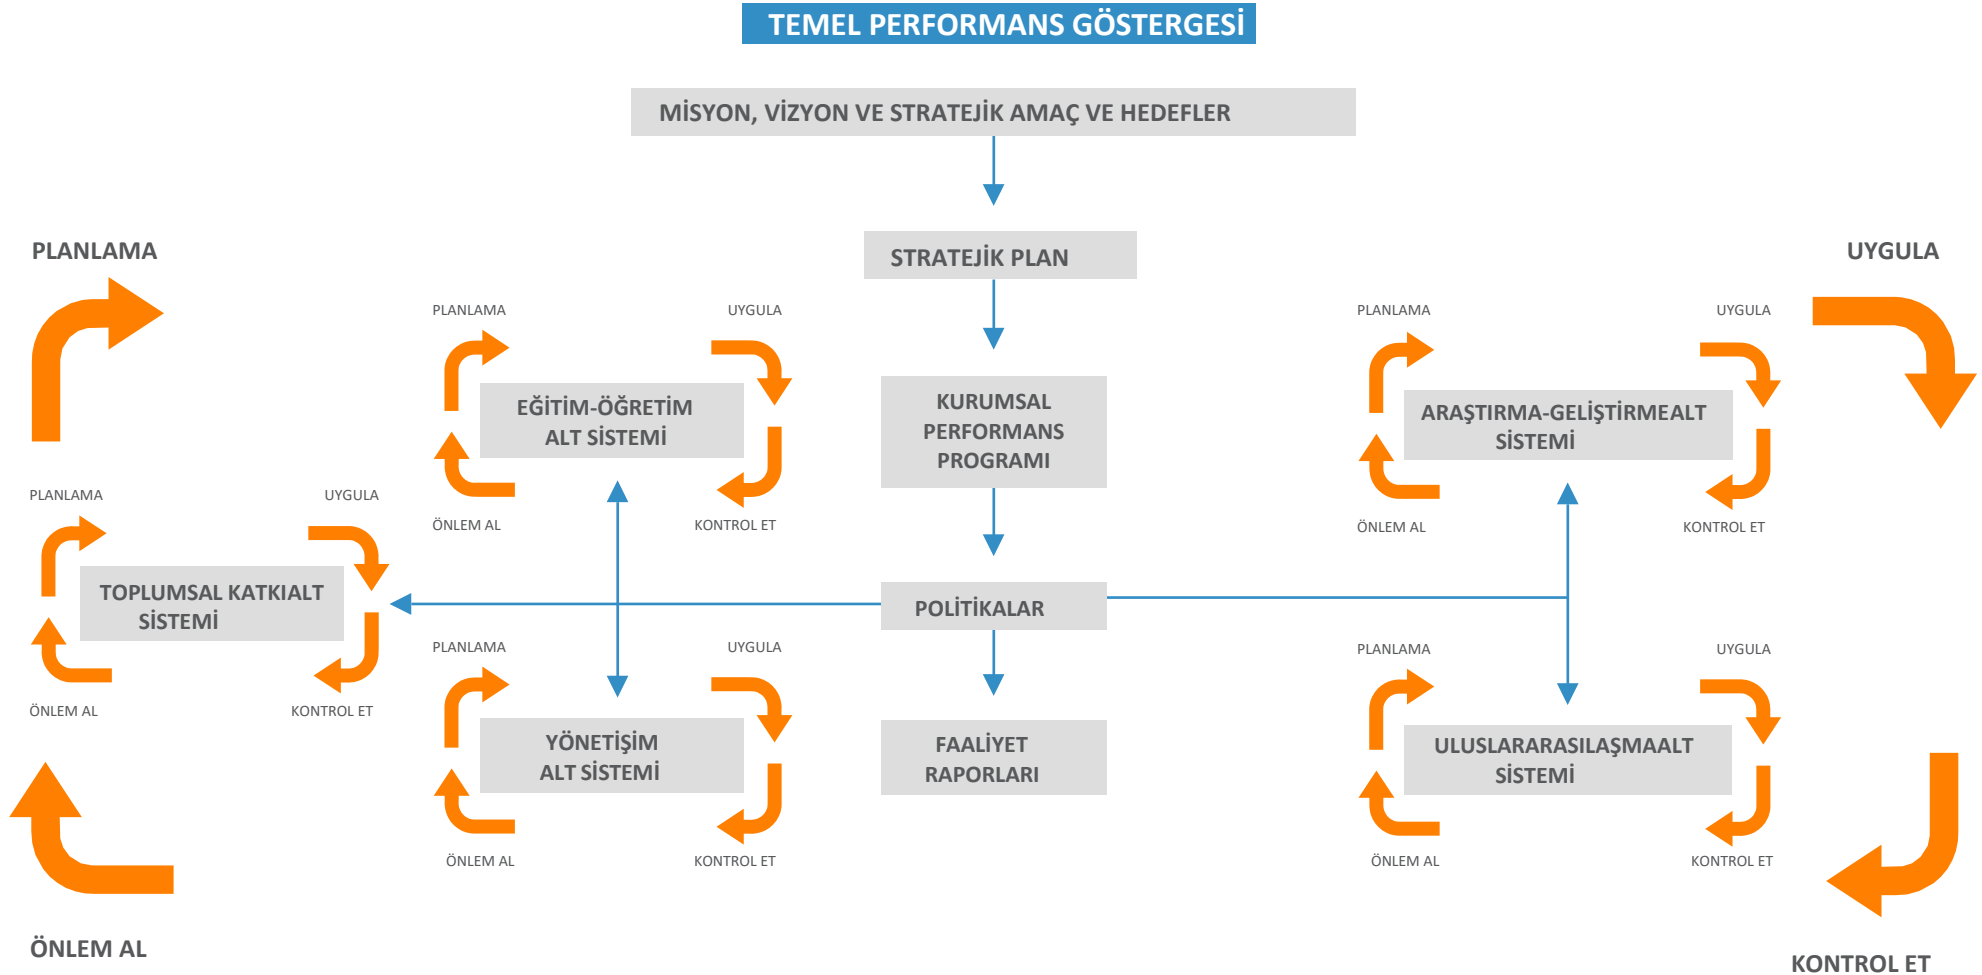 TEMEL PERFORMANS GÖSTERGESİ
MİSYON, VİZYON VE STRATEJİK AMAÇ VE HEDEFLER
PLANLAMA
STRATEJİK PLAN
UYGULA
PLANLAMA
UYGULA
EĞİTİM-ÖĞRETİM
ALT SİSTEMİ
ÖNLEM AL
KONTROL ET
KURUMSAL
PERFORMANS
PROGRAMI
PLANLAMA
UYGULA
ARAŞTIRMA-GELİŞTİRMEALT
SİSTEMİ
ÖNLEM AL
KONTROL ET
PLANLAMA
UYGULA
TOPLUMSAL KATKIALT
SİSTEMİ
ÖNLEM AL
KONTROL ET
POLİTİKALAR
PLANLAMA
UYGULA
YÖNETİŞİM
ALT SİSTEMİ
ÖNLEM AL
KONTROL ET
FAALİYET
RAPORLARI
PLANLAMA
UYGULA
ULUSLARARASILAŞMAALT
SİSTEMİ
ÖNLEM AL
KONTROL ET
ÖNLEM AL
KONTROL ET